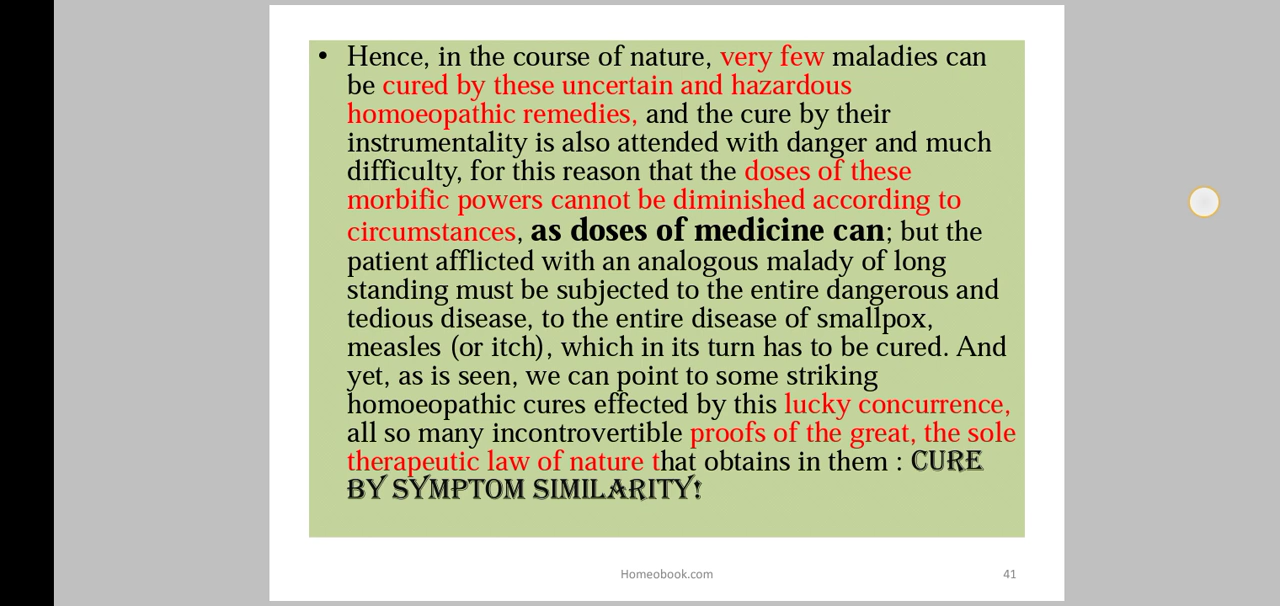 • Hence, in the course of nature, very few maladies can
be cured by these uncertain and hazardous
homoeopathic remedies, and the cure by their
instrumentality is also attended with danger and much
difficulty, for this reason that the doses of these
morbific powers cannot be diminished according to
circumstances, as doses of medicine can; but the
patient afflicted with an analogous malady of long
standing must be subjected to the entire dangerous and
tedious disease, to the entire disease of smallpox,
measles (or itch), which in its turn has to be cured. And
yet, as is seen, we can point to some striking
homoeopathic cures effected by this lucky concurrence,
all so many incontrovertible proofs of the great, the sole
therapeutic law of nature that obtains in them : CURE
BY SYMPTOM SIMILARITY!
Homeobook.com
41